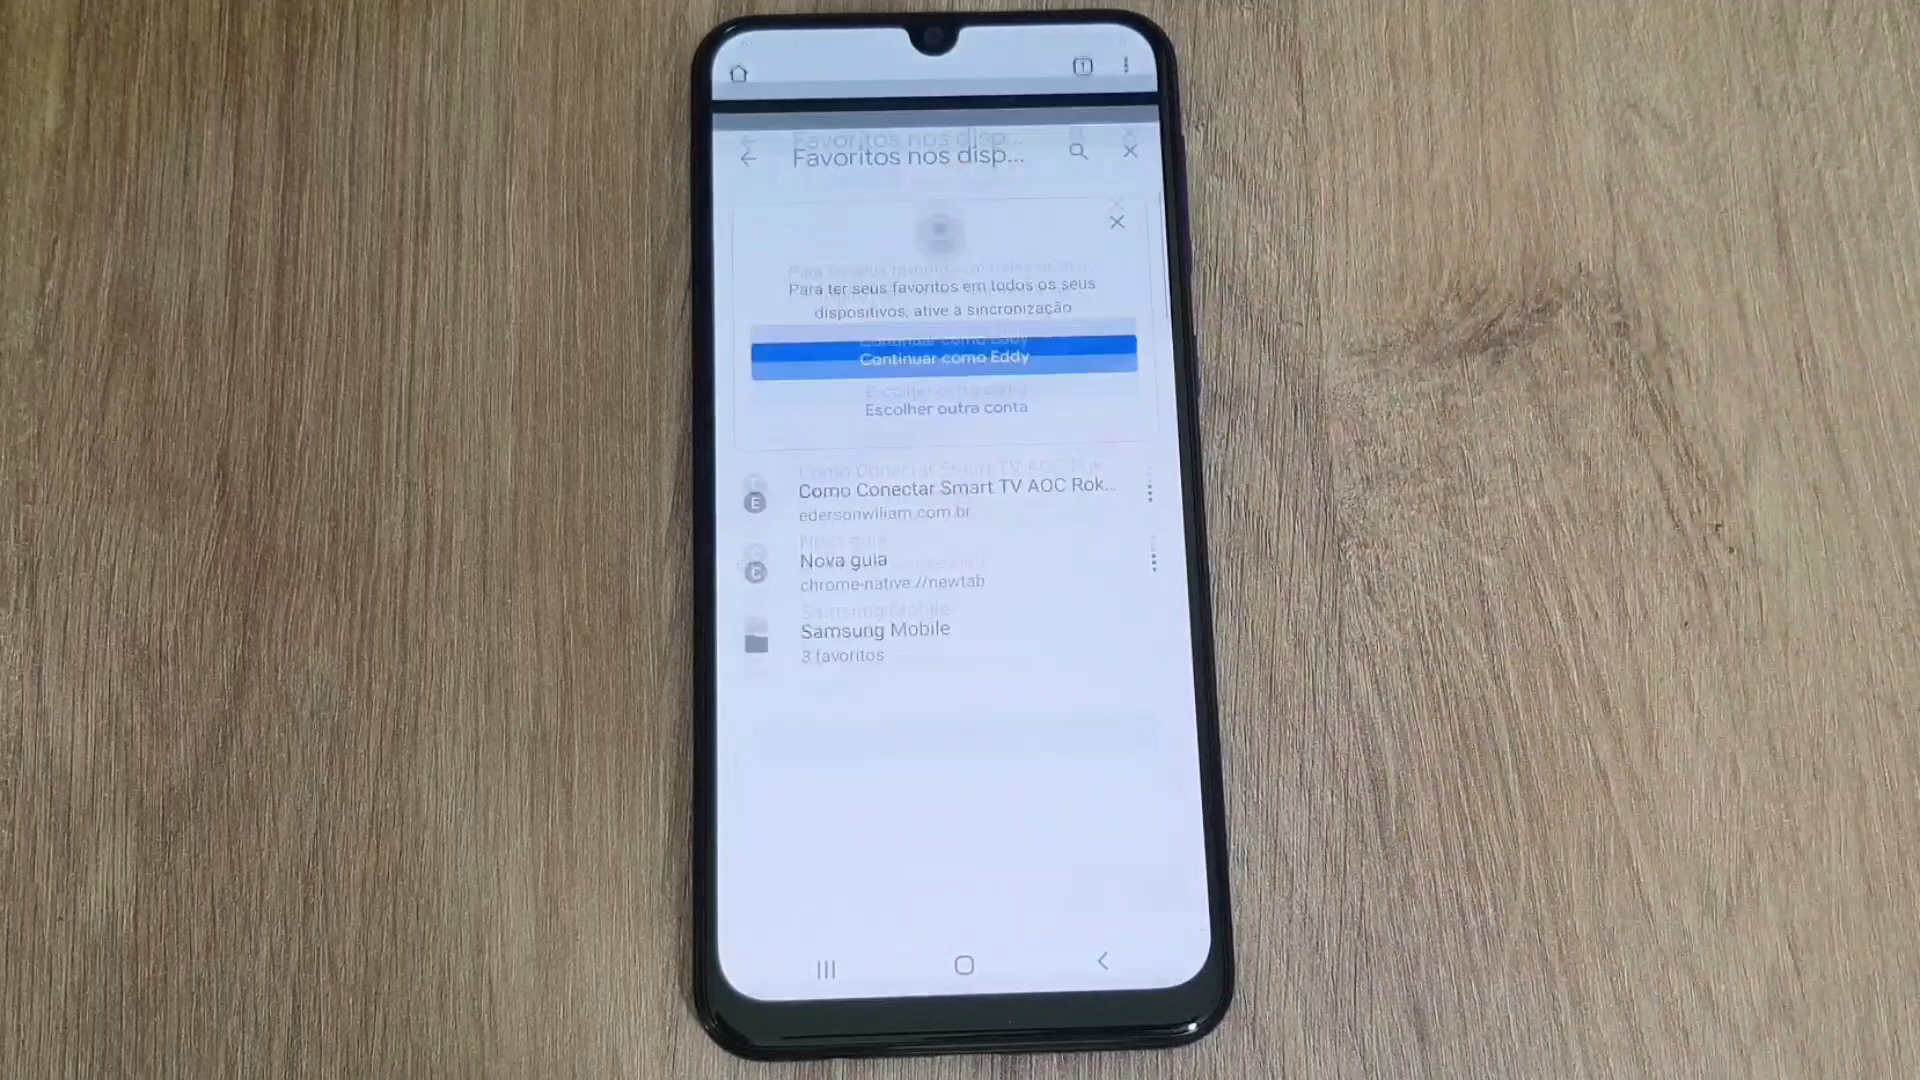 1
Favoritos nos disp...
Para ter seus favoritos em todos os seus
dispositivos, ative a sincronização
Continuar como Eddy
Escolher outra conta
E
Como Conectar Smart TV AOC Rok...
edersonwiliam.com.br
C
Nova guia
chrome-native://newtab
Samsung Mobile
3 favoritos